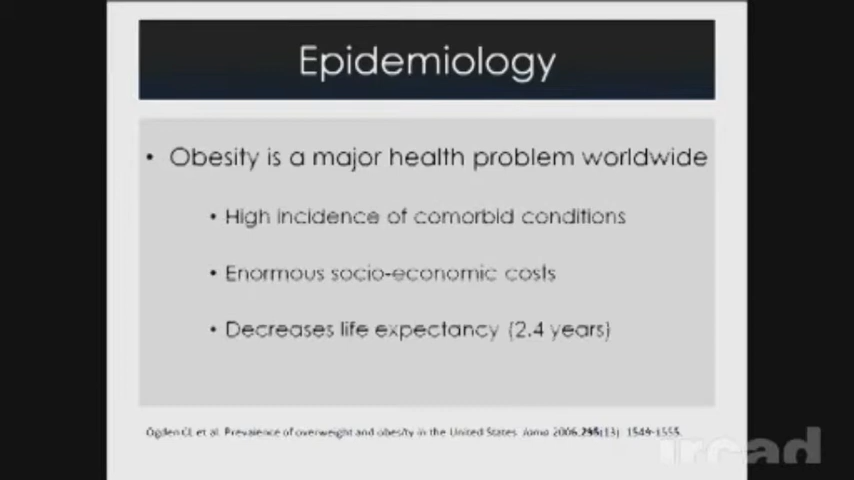 Epidemiology
• Obesity is a major health problem worldwide
• High incidence of comorbid conditions
• Enormous socio-economic costs
• Decreases life expectancy (2.4 years)
Ogden CL et al. Prevalence of overweight and obesity in the United States. Jama 2006.295(13) 1549-1555.
ircad